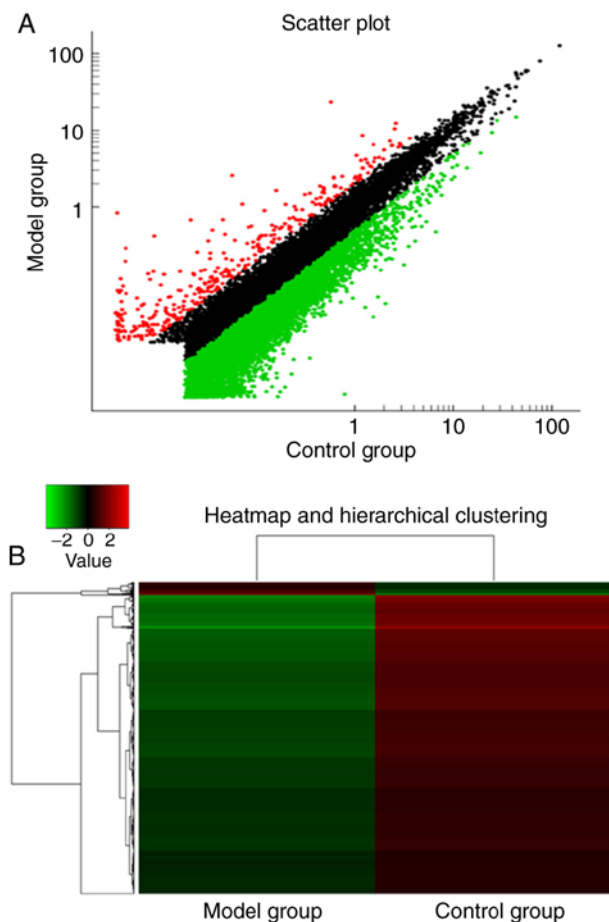 A
Scatter plot
100
10
1
Model group
1 10 100
Control group
−2 0 2
Value
Heatmap and hierarchical clustering
B
Model group Control group